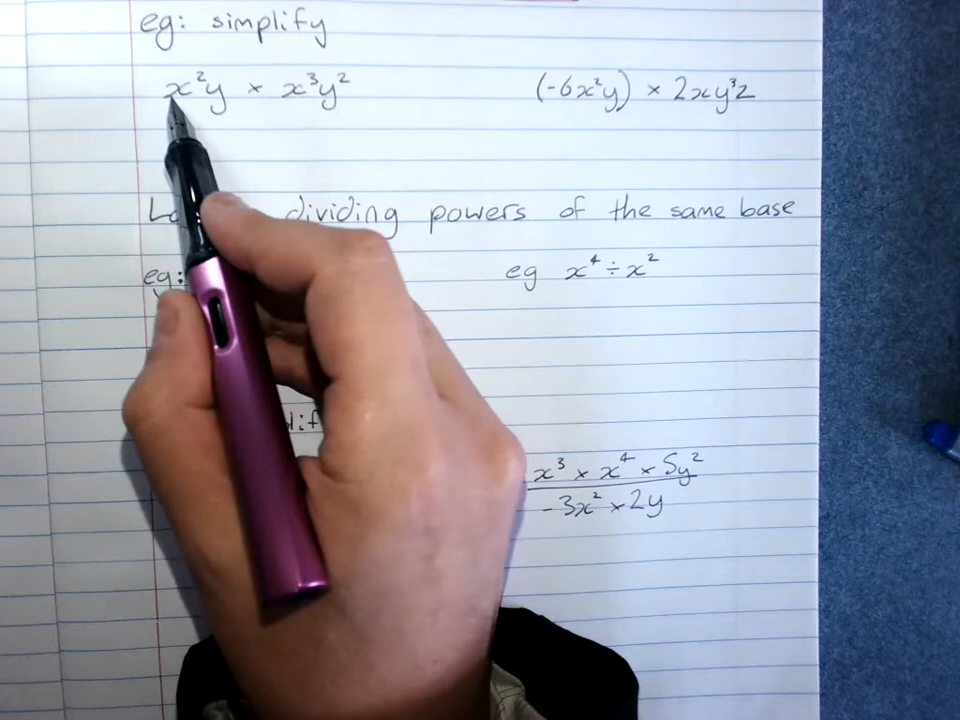 eg: simplify
x²y × x³y² (-6x²y) × 2xy³z
dividing powers of the same base
eg: eg x⁴ ÷ x²
x³ × x⁴ × 5y²
-3x² × 2y